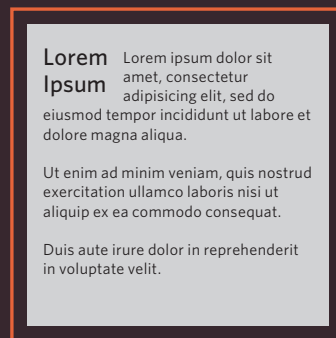 Lorem
Ipsum
Lorem ipsum dolor sit
amet, consectetur
adipisicing elit, sed do
eiusmod tempor incididunt ut labore et
dolore magna aliqua.
Ut enim ad minim veniam, quis nostrud
exercitation ullamco laboris nisi ut
aliquip ex ea commodo consequat.
Duis aute irure dolor in reprehenderit
in voluptate velit.